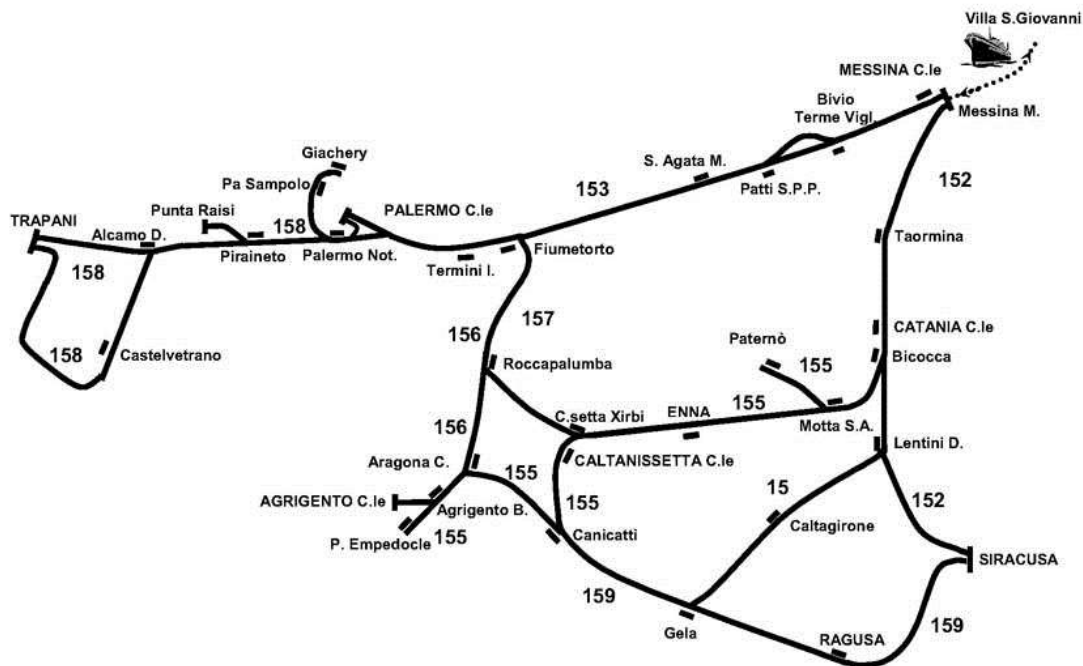 Villa S.Giovanni
MESSINA C.le
Bivio
Terme Vigl.
Messina M.
Giachery
S. Agata M.
Pa Sampolo
153
Patti S.P.P.
152
Punta Raisi
PALERMO C.le
TRAPANI
Alcamo D.
158
Taormina
Piraineto
Palermo Not.
Fiumetorto
Termini I.
158
157
156
CATANIA C.le
Paternò
158
Castelvetrano
155
Bicocca
Roccapalumba
C.setta Xirbi
ENNA
155
156
Motta S.A.
Lentini D.
Aragona C.
155
CALTANISSETTA C.le
15
AGRIGENTO C.le
155
152
Agrigento B.
Caltagirone
P. Empedocle
155
Canicatti
SIRACUSA
159
159
Gela
RAGUSA